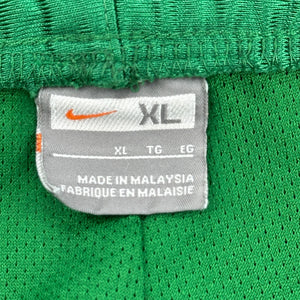 XL
XL TG EG
MADE IN MALAYSIA
FABRIQUE EN MALAISIE